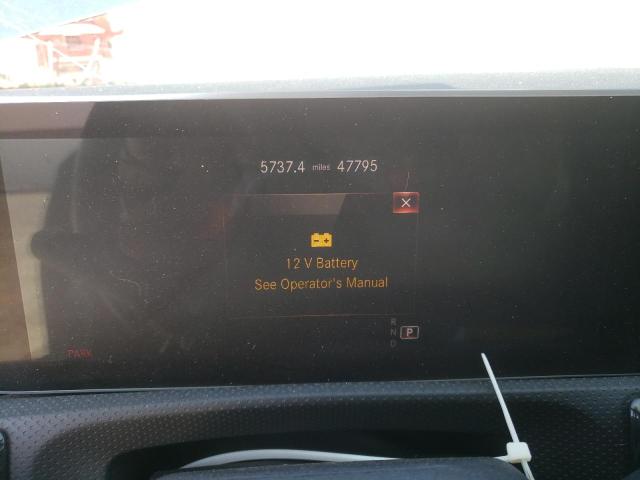 5737.4 miles 47795
12 V Battery
See Operator's Manual
R
N P
D
PARK